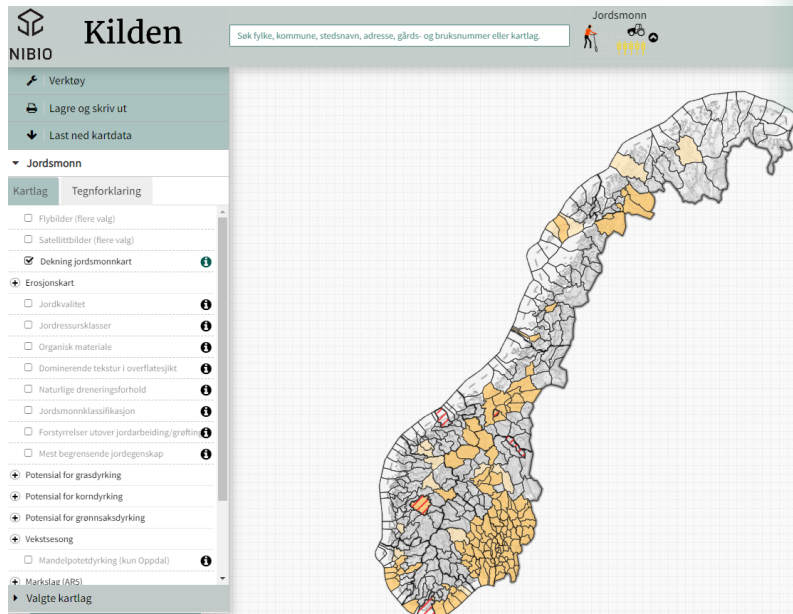 NIBIO
Kilden
Søk fylke, kommune, stedsnavn, adresse, gårds- og bruksnummer eller kartlag.
Jordsmonn
Verktøy
Lagre og skriv ut
Last ned kartdata
Jordsmonn
Kartlag
Tegnforklaring
Flybilder (flere valg)
Satellittbilder (flere valg)
Dekning jordsmonnkart
Erosjonskart
Jordkvalitet
Jordressursklasser
Organisk materiale
Dominerende tekstur i overflatesjikt
Naturlige dreneringsforhold
Jordsmonnklassifikasjon
Forstyrrelser utover jordarbeiding/grøfting
Mest begrensende jordegenskap
Potensial for grasdyrking
Potensial for korndyrking
Potensial for grønnsaksdyrking
Vekstsesong
Mandelpotetdyrking (kun Oppdal)
Markslag (AR5)
Valgte kartlag